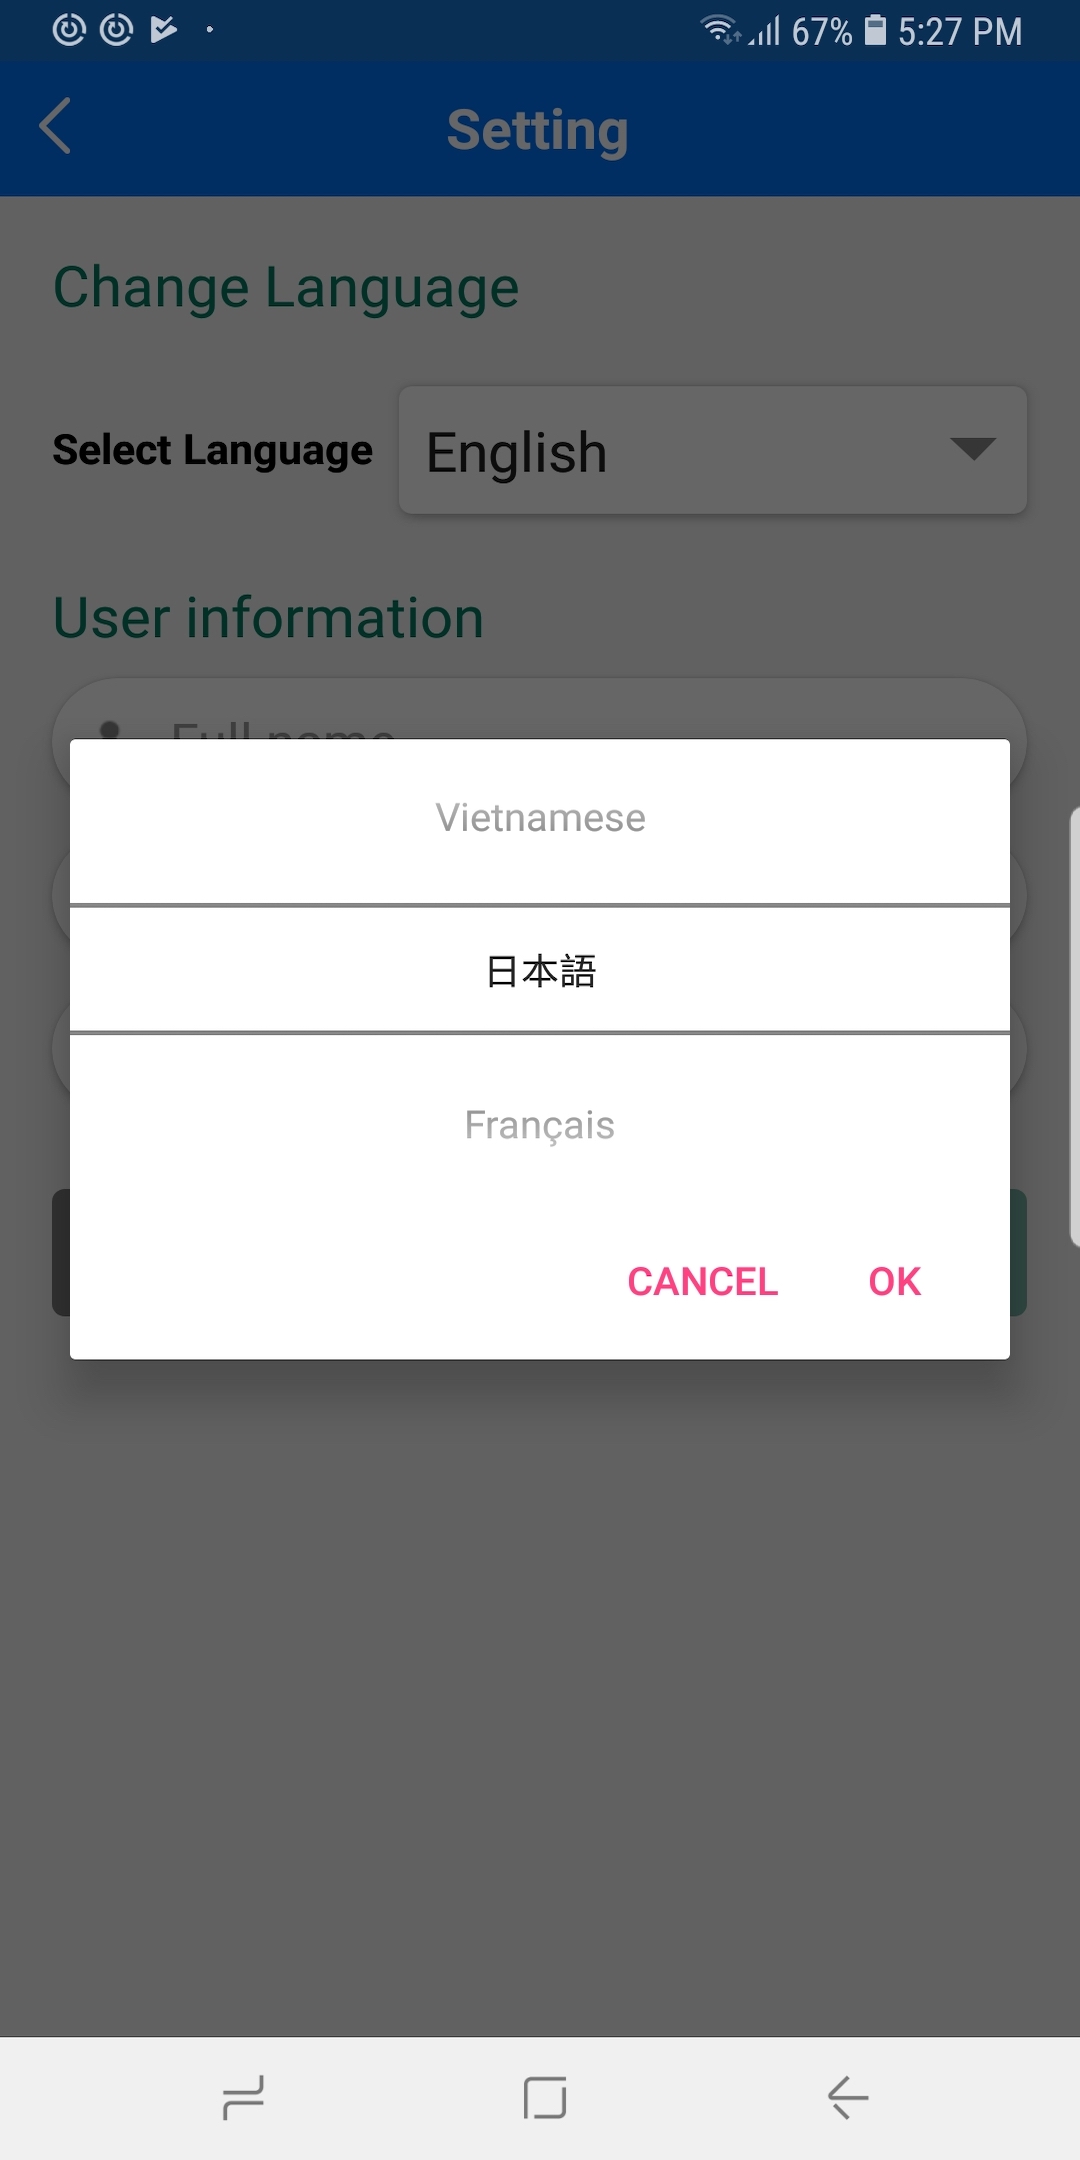 67% 5:27 PM
Setting
Change Language
Select Language English
User information
Full name
Vietnamese
日本語
Français
CANCEL OK